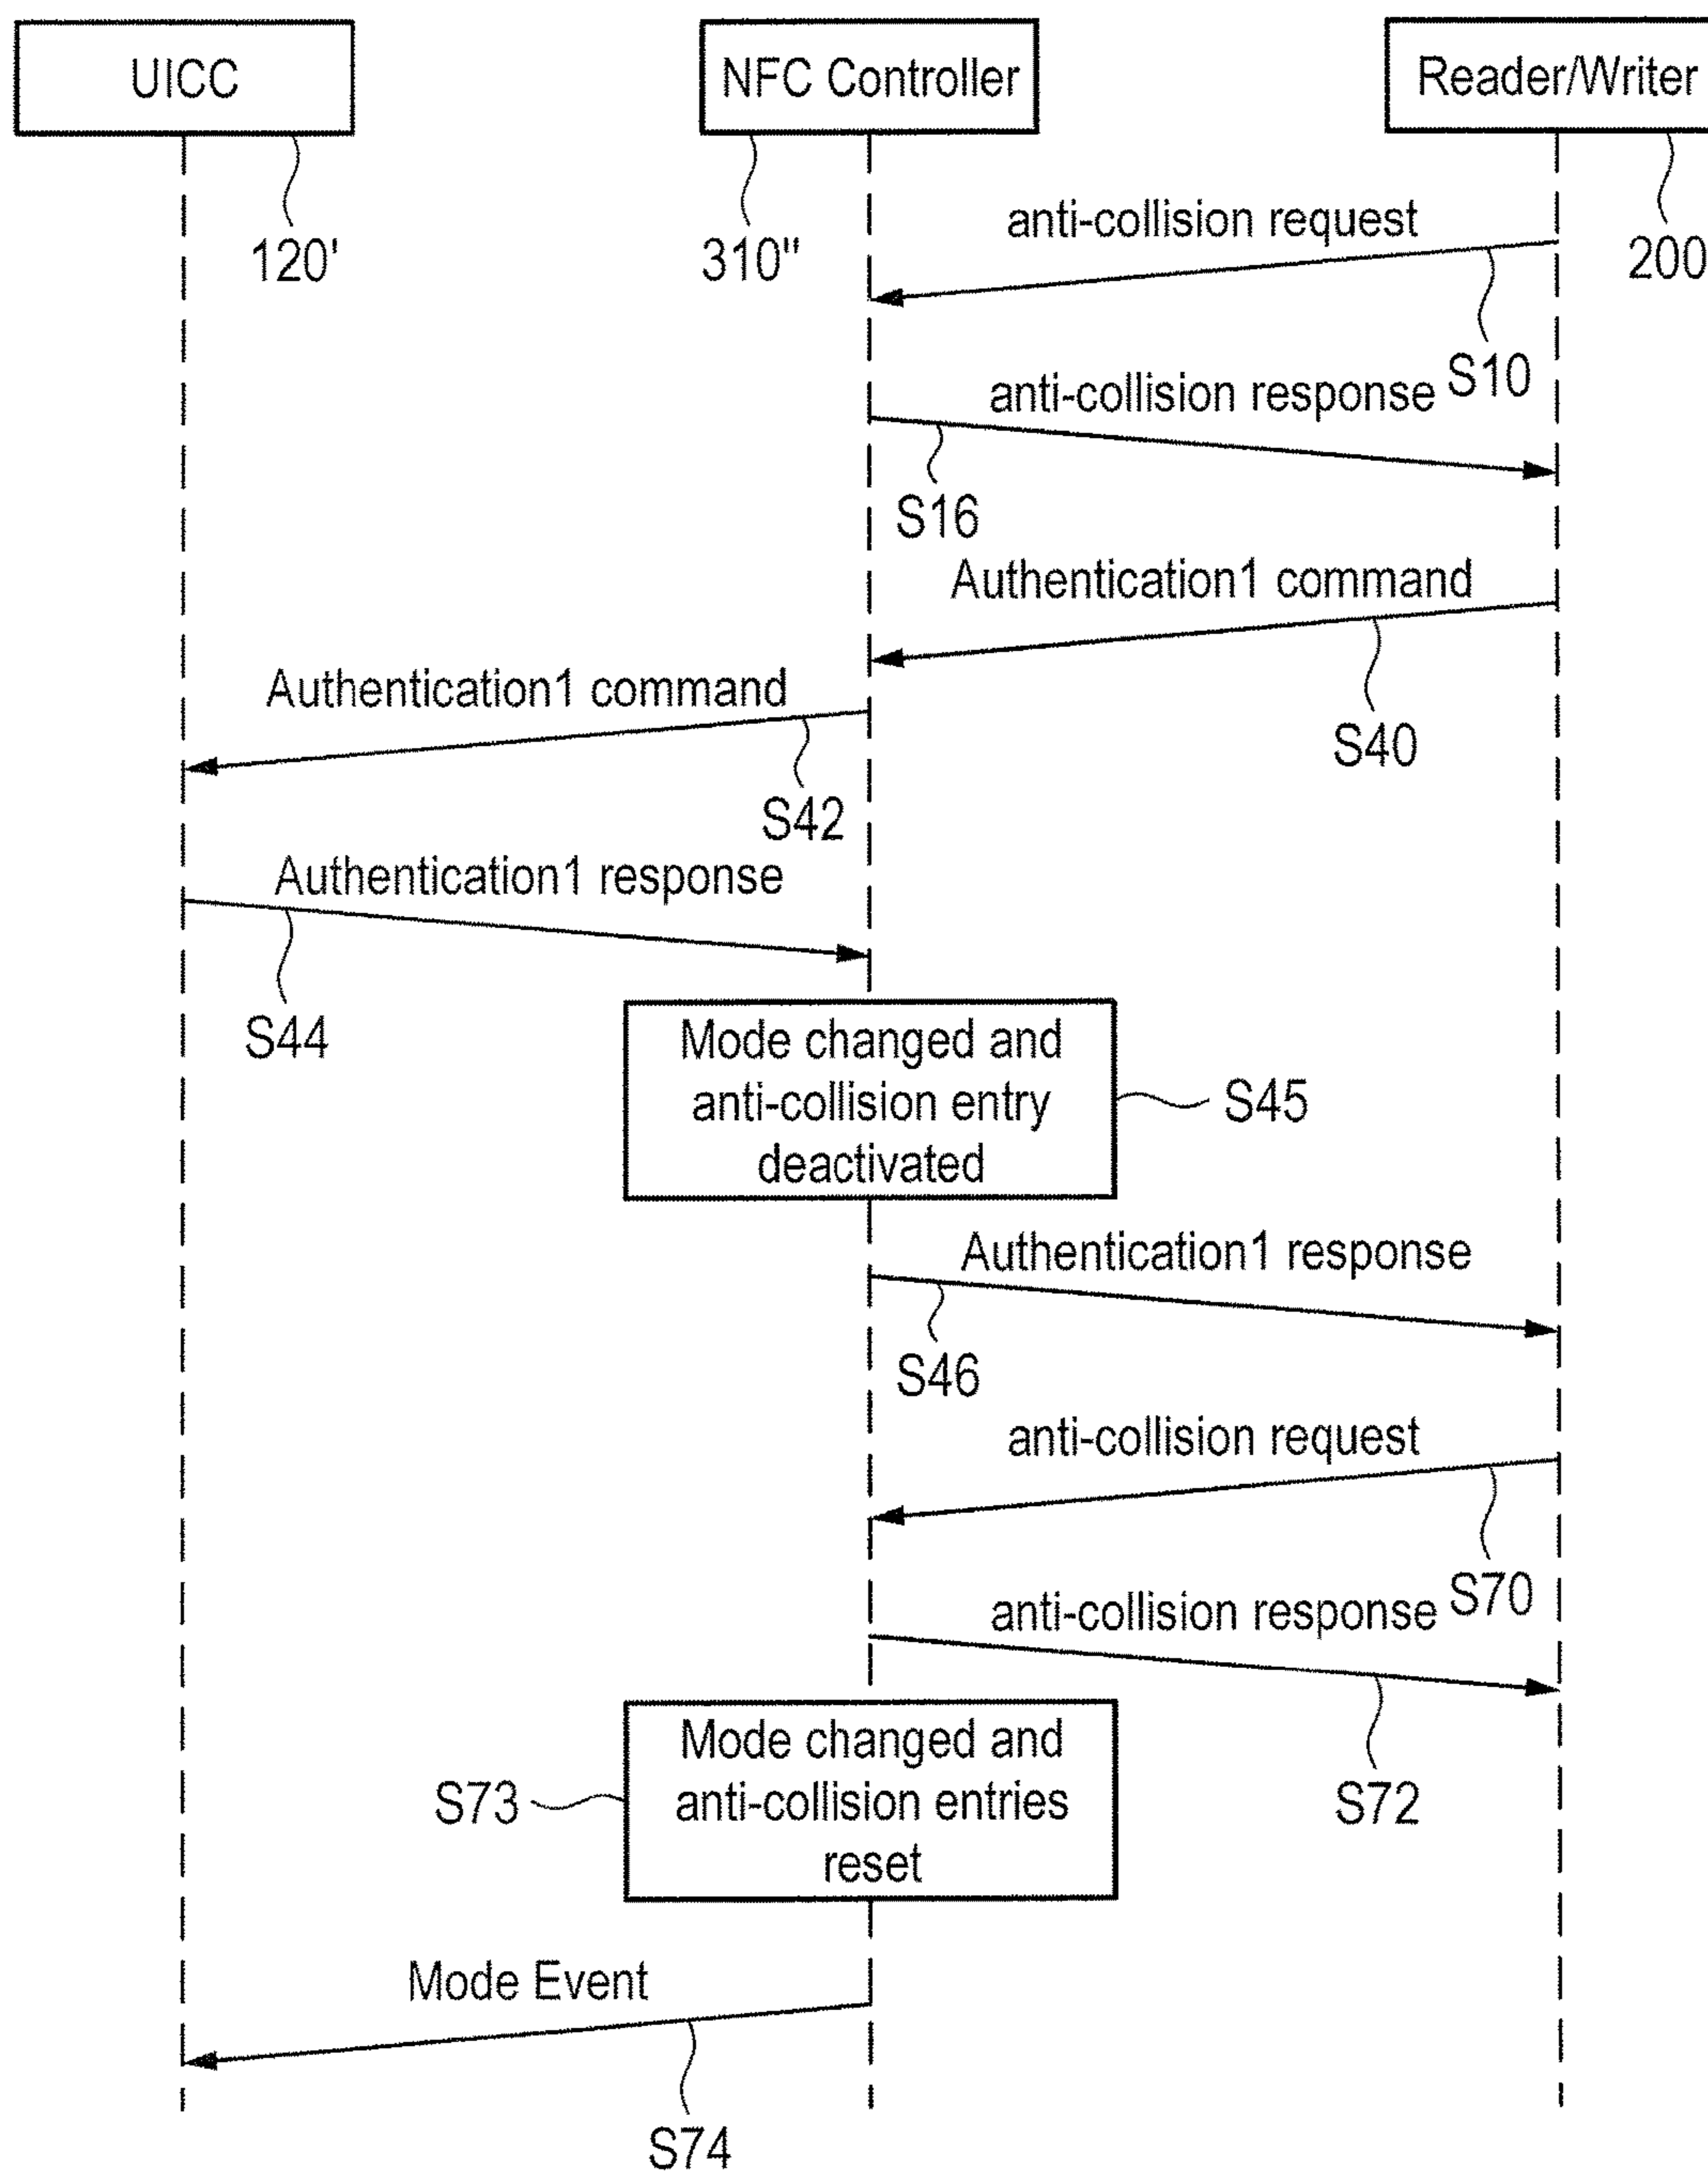 UICC
NFC Controller
Reader/Writer
120'
310"
200
anti-collision request
S10
anti-collision response
S16
Authentication1 command
S40
Authentication1 command
S42
Authentication1 response
S44
Mode changed and
anti-collision entry
deactivated
S45
Authentication1 response
S46
anti-collision request
S70
anti-collision response
S72
Mode changed and
anti-collision entries
reset
S73
Mode Event
S74